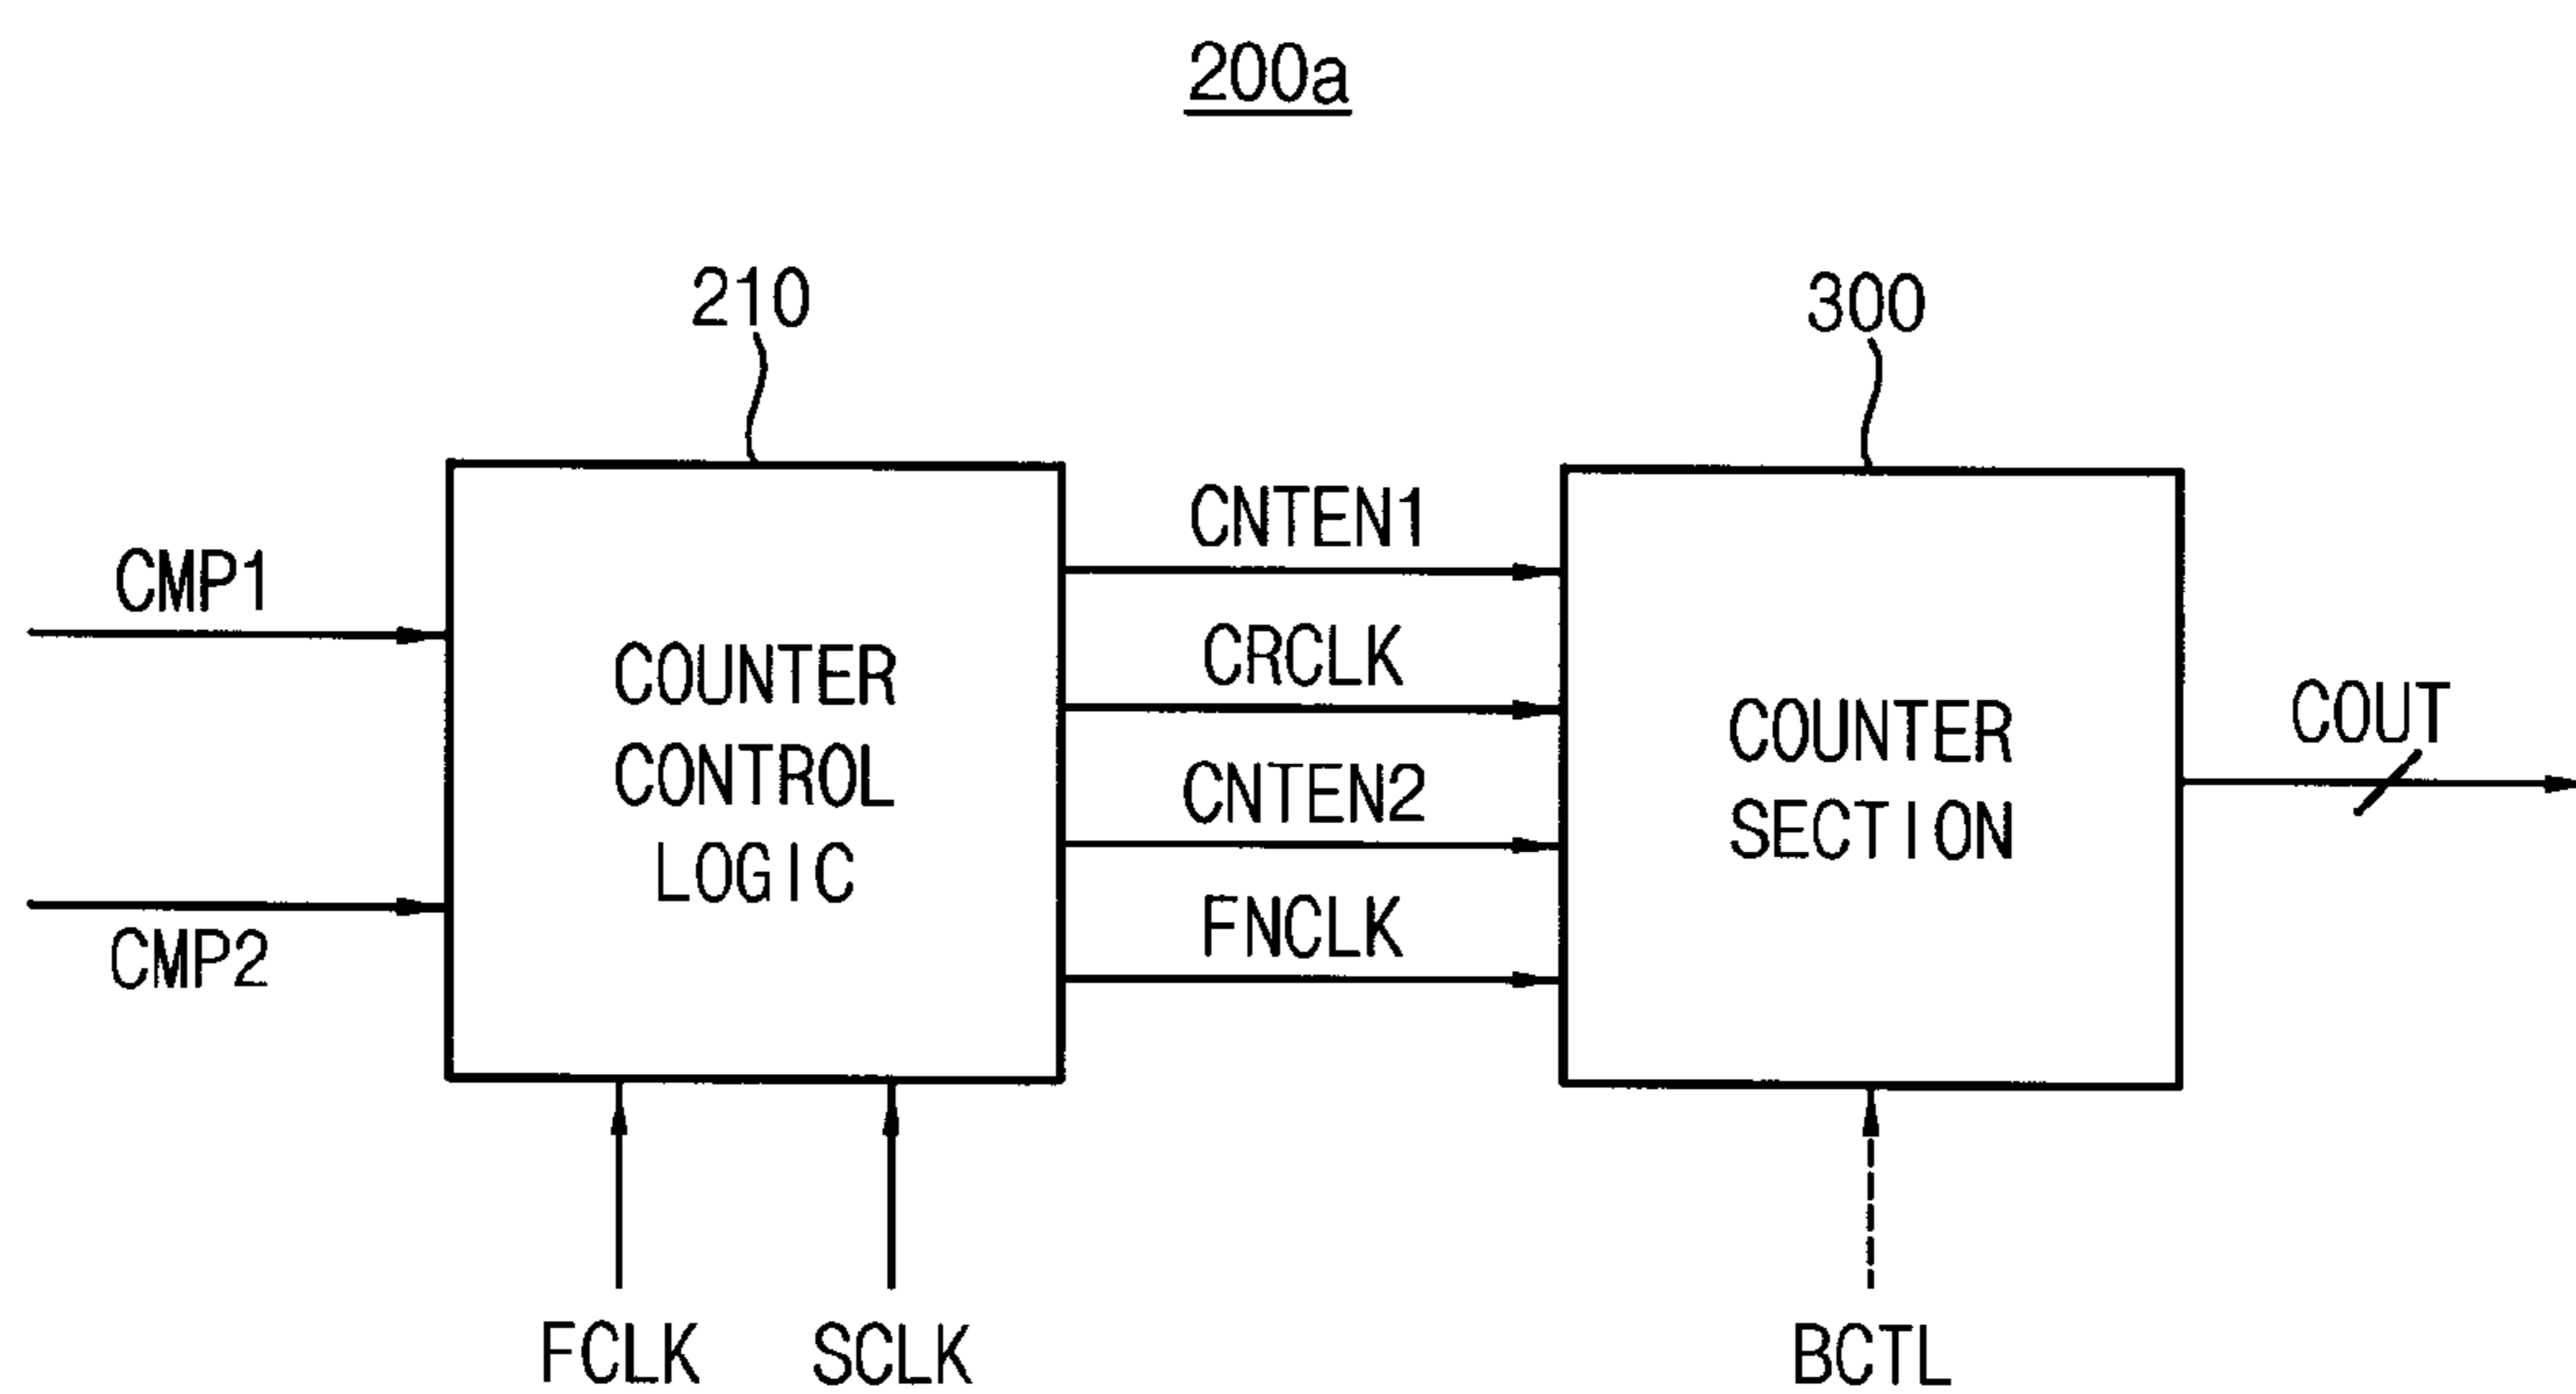 200a
210
300
CMP1
CMP2
COUNTER
CONTROL
LOGIC
CNTEN1
CRCLK
CNTEN2
FNCLK
COUNTER
SECTION
COUT
FCLK
SCLK
BCTL